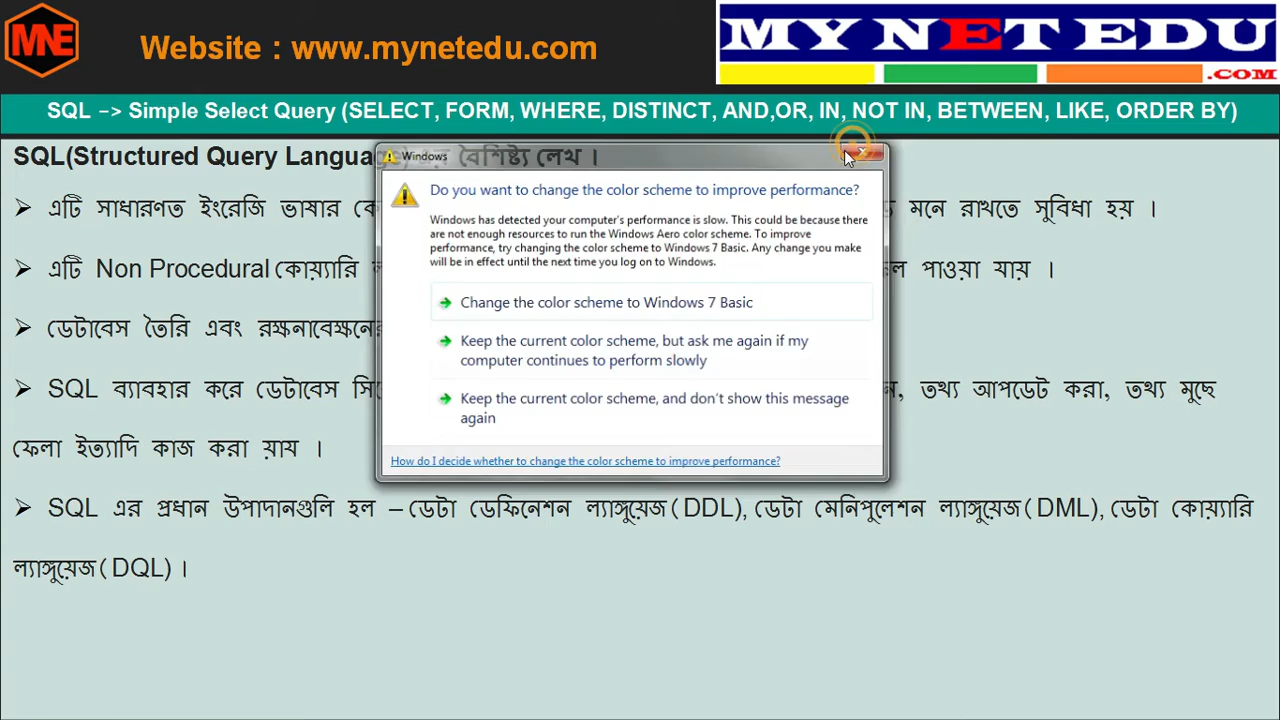 MNE
Website : www.mynetedu.com
MY NET EDU
.COM
SQL -> Simple Select Query (SELECT, FORM, WHERE, DISTINCT, AND,OR, IN, NOT IN, BETWEEN, LIKE, ORDER BY)
SQL(Structured Query Language) এর বৈশিষ্ট্য লেখ ।
Windows
Do you want to change the color scheme to improve performance?
Windows has detected your computer's performance is slow. This could be because there
are not enough resources to run the Windows Aero color scheme. To improve
performance, try changing the color scheme to Windows 7 Basic. Any change you make
will be in effect until the next time you log on to Windows.
Change the color scheme to Windows 7 Basic
Keep the current color scheme, but ask me again if my
computer continues to perform slowly
Keep the current color scheme, and don't show this message
again
How do I decide whether to change the color scheme to improve performance?
➢ এটি সাধারণত ইংরেজি ভাষার মনে রাখতে সুবিধা হয় ।
➢ এটি Non Procedural কোয়্যারি পাওয়া যায় ।
➢ ডেটাবেস তৈরি এবং
➢ SQL ব্যাবহার করে ডেটাবেস তথ্য আপডেট করা, তথ্য মুছে
ফেলা ইত্যাদি কাজ করা য়ায ।
➢ SQL এর প্রধান উপাদানগুলি হল –ডেটা ডেফিনেশন ল্যাঙ্গুয়েজ(DDL), ডেটা মেনিপুলেশন ল্যাঙ্গুয়েজ(DML), ডেটা কোয়্যারি
ল্যাঙ্গুয়েজ(DQL) ।